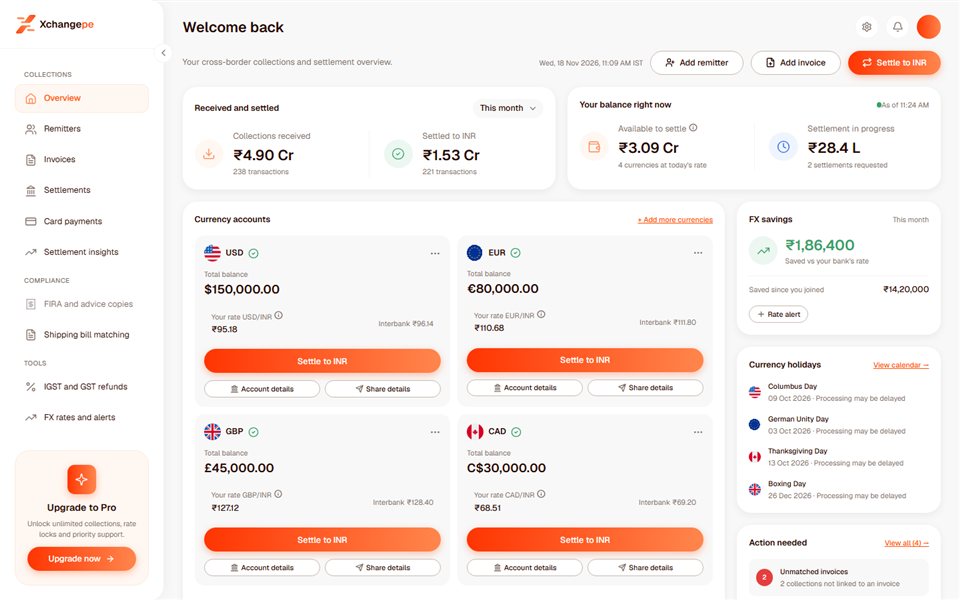 Xchangepe
COLLECTIONS
Overview
Remitters
Invoices
Settlements
Card payments
Settlement insights
COMPLIANCE
FIRA and advice copies
Shipping bill matching
TOOLS
IGST and GST refunds
FX rates and alerts
Upgrade to Pro
Unlock unlimited collections, rate
locks and priority support.
Upgrade now →
Welcome back
Your cross-border collections and settlement overview.
Wed, 18 Nov 2026, 11:09 AM IST
Add remitter
Add invoice
Settle to INR
Received and settled
This month
Collections received
₹4.90 Cr
238 transactions
Settled to INR
₹1.53 Cr
221 transactions
Your balance right now
As of 11:24 AM
Available to settle
₹3.09 Cr
4 currencies at today's rate
Settlement in progress
₹28.4 L
2 settlements requested
Currency accounts
+ Add more currencies
USD
Total balance
$150,000.00
Your rate USD/INR
₹95.18
Interbank ₹96.14
Settle to INR
Account details
Share details
EUR
Total balance
€80,000.00
Your rate EUR/INR
₹110.68
Interbank ₹111.80
Settle to INR
Account details
Share details
GBP
Total balance
£45,000.00
Your rate GBP/INR
₹127.12
Interbank ₹128.40
Settle to INR
Account details
Share details
CAD
Total balance
C$30,000.00
Your rate CAD/INR
₹68.51
Interbank ₹69.20
Settle to INR
Account details
Share details
FX savings
This month
₹1,86,400
Saved vs your bank's rate
Saved since you joined
₹14,20,000
+ Rate alert
Currency holidays
View calendar →
Columbus Day
09 Oct 2026 · Processing may be delayed
German Unity Day
03 Oct 2026 · Processing may be delayed
Thanksgiving Day
13 Oct 2026 · Processing may be delayed
Boxing Day
26 Dec 2026 · Processing may be delayed
Action needed
View all (4) →
2
Unmatched invoices
2 collections not linked to an invoice